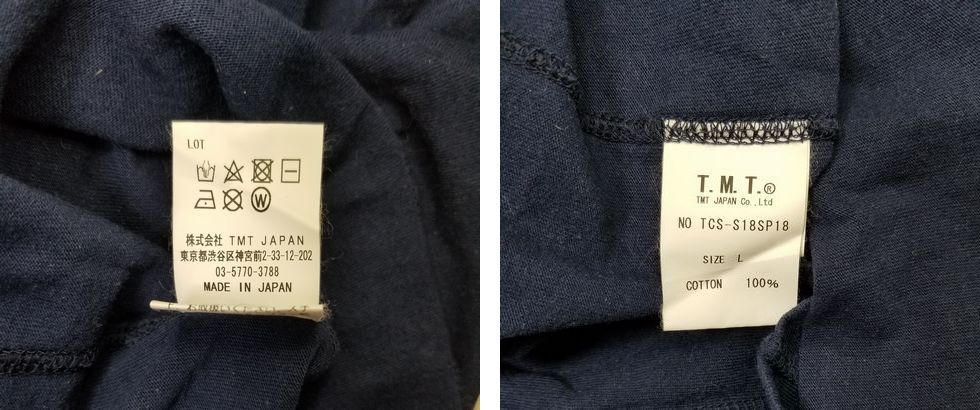 LOT
W
株式会社 TMT JAPAN
東京都渋谷区神宮前2-33-12-202
03-5770-3788
MADE IN JAPAN
T.M.T.®
TMT JAPAN Co.,Ltd
NO TCS-S18SP18
SIZE L
COTTON 100%